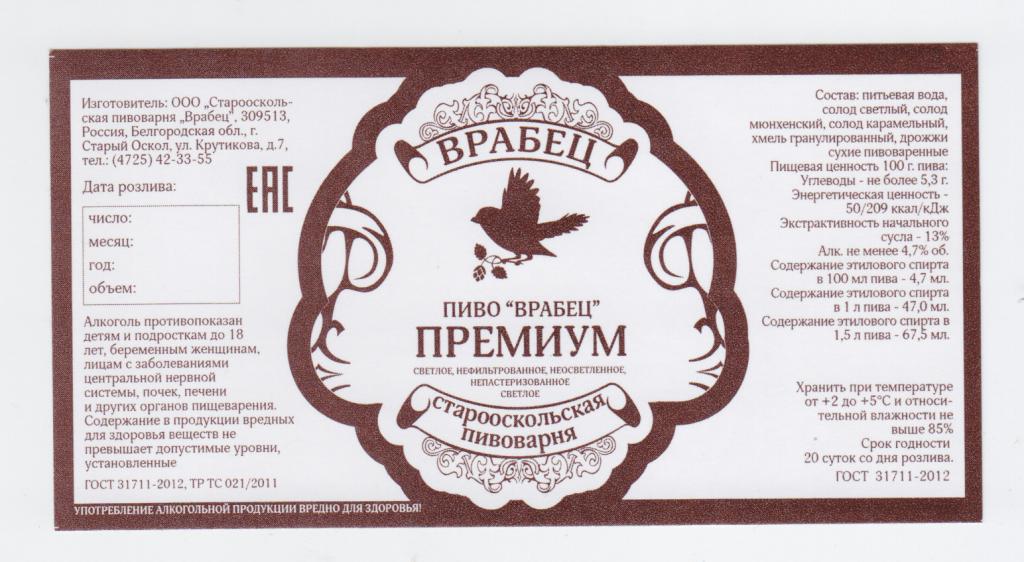 Изготовитель: ООО „Старооскoль-
ская пивоварня „Врабец", 309513,
Россия, Белгородская обл., г.
Старый Оскол, ул. Крутикова, д.7,
тел.: (4725) 42-33-55
Дата розлива:
EAC
число:
месяц:
год:
объем:
Алкоголь противопоказан
детям и подросткам до 18
лет, беременным женщинам,
лицам с заболеваниями
центральной нервной
системы, почек, печени
и других органов пищеварения.
Содержание в продукции вредных
для здоровья веществ не
превышает допустимые уровни,
установленные
ГОСТ 31711-2012, ТР ТС 021/2011
УПОТРЕБЛЕНИЕ АЛКОГОЛЬНОЙ ПРОДУКЦИИ ВРЕДНО ДЛЯ ЗДОРОВЬЯ!
ВРАБЕЦ
ПИВО “ВРАБЕЦ”
ПРЕМИУМ
СВЕТЛОЕ, НЕФИЛЬТРОВАННОЕ, НЕОСВЕТЛЕННОЕ,
НЕПАСТЕРИЗОВАННОЕ
СВЕТЛОЕ
старооскольская
пивоварня
Состав: питьевая вода,
солод светлый, солод
мюнхенский, солод карамельный,
хмель гранулированный, дрожжи
сухие пивоваренные
Пищевая ценность 100 г. пива:
Углеводы - не более 5,3 г.
Энергетическая ценность -
50/209 ккал/кДж
Экстрактивность начального
сусла - 13%
Алк. не менее 4,7% об.
Содержание этилового спирта
в 100 мл пива - 4,7 мл.
Содержание этилового спирта
в 1 л пива - 47,0 мл.
Содержание этилового спирта в
1,5 л пива - 67,5 мл.
Хранить при температуре
от +2 до +5°С и относи-
тельной влажности не
выше 85%
Срок годности
20 суток со дня розлива.
ГОСТ 31711-2012